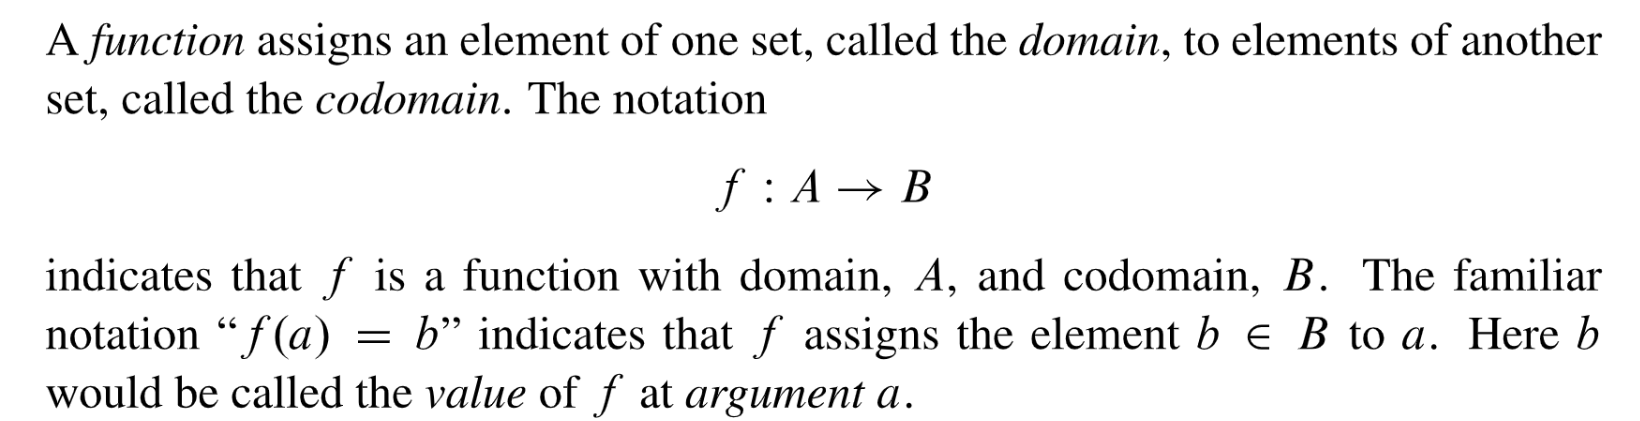 A function assigns an element of one set, called the domain, to elements of another
set, called the codomain. The notation
f : A → B
indicates that f is a function with domain, A, and codomain, B. The familiar
notation “f(a) = b” indicates that f assigns the element b ∈ B to a. Here b
would be called the value of f at argument a.